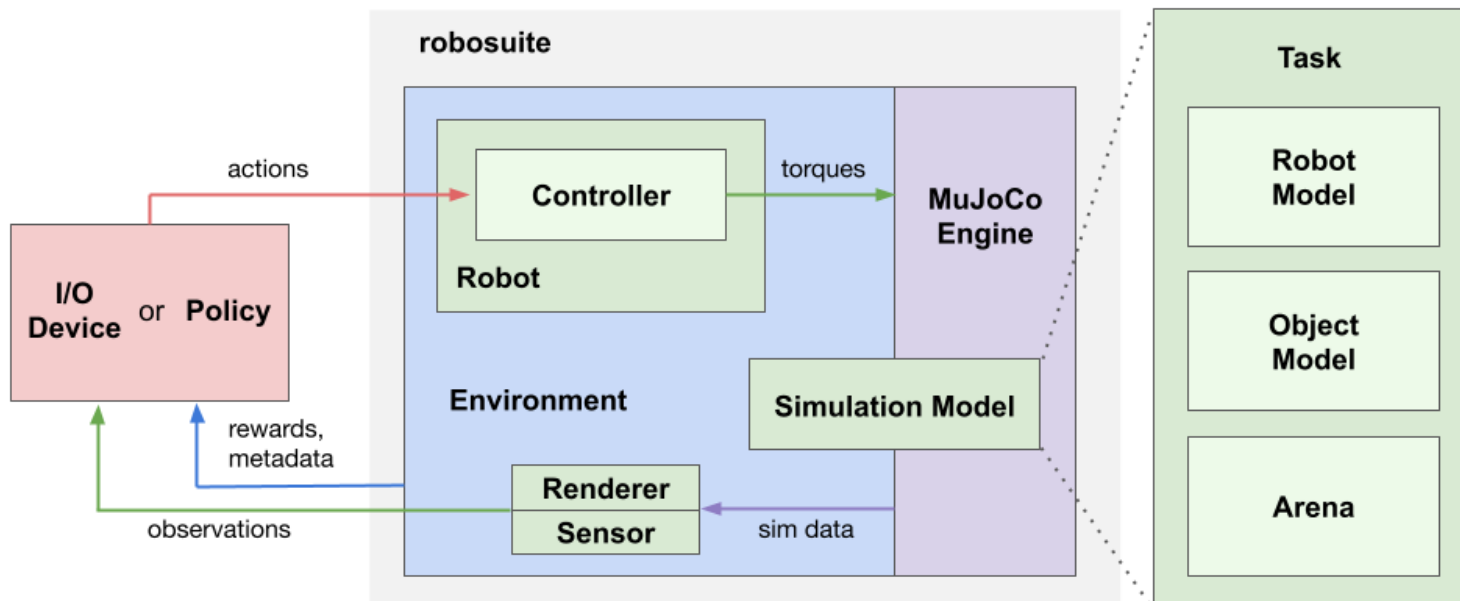 robosuite
Task
actions
Controller
torques
MuJoCo
Engine
Robot
Model
Robot
I/O
Device or Policy
Object
Model
Environment
Simulation Model
rewards,
metadata
Renderer
Sensor
observations
sim data
Arena